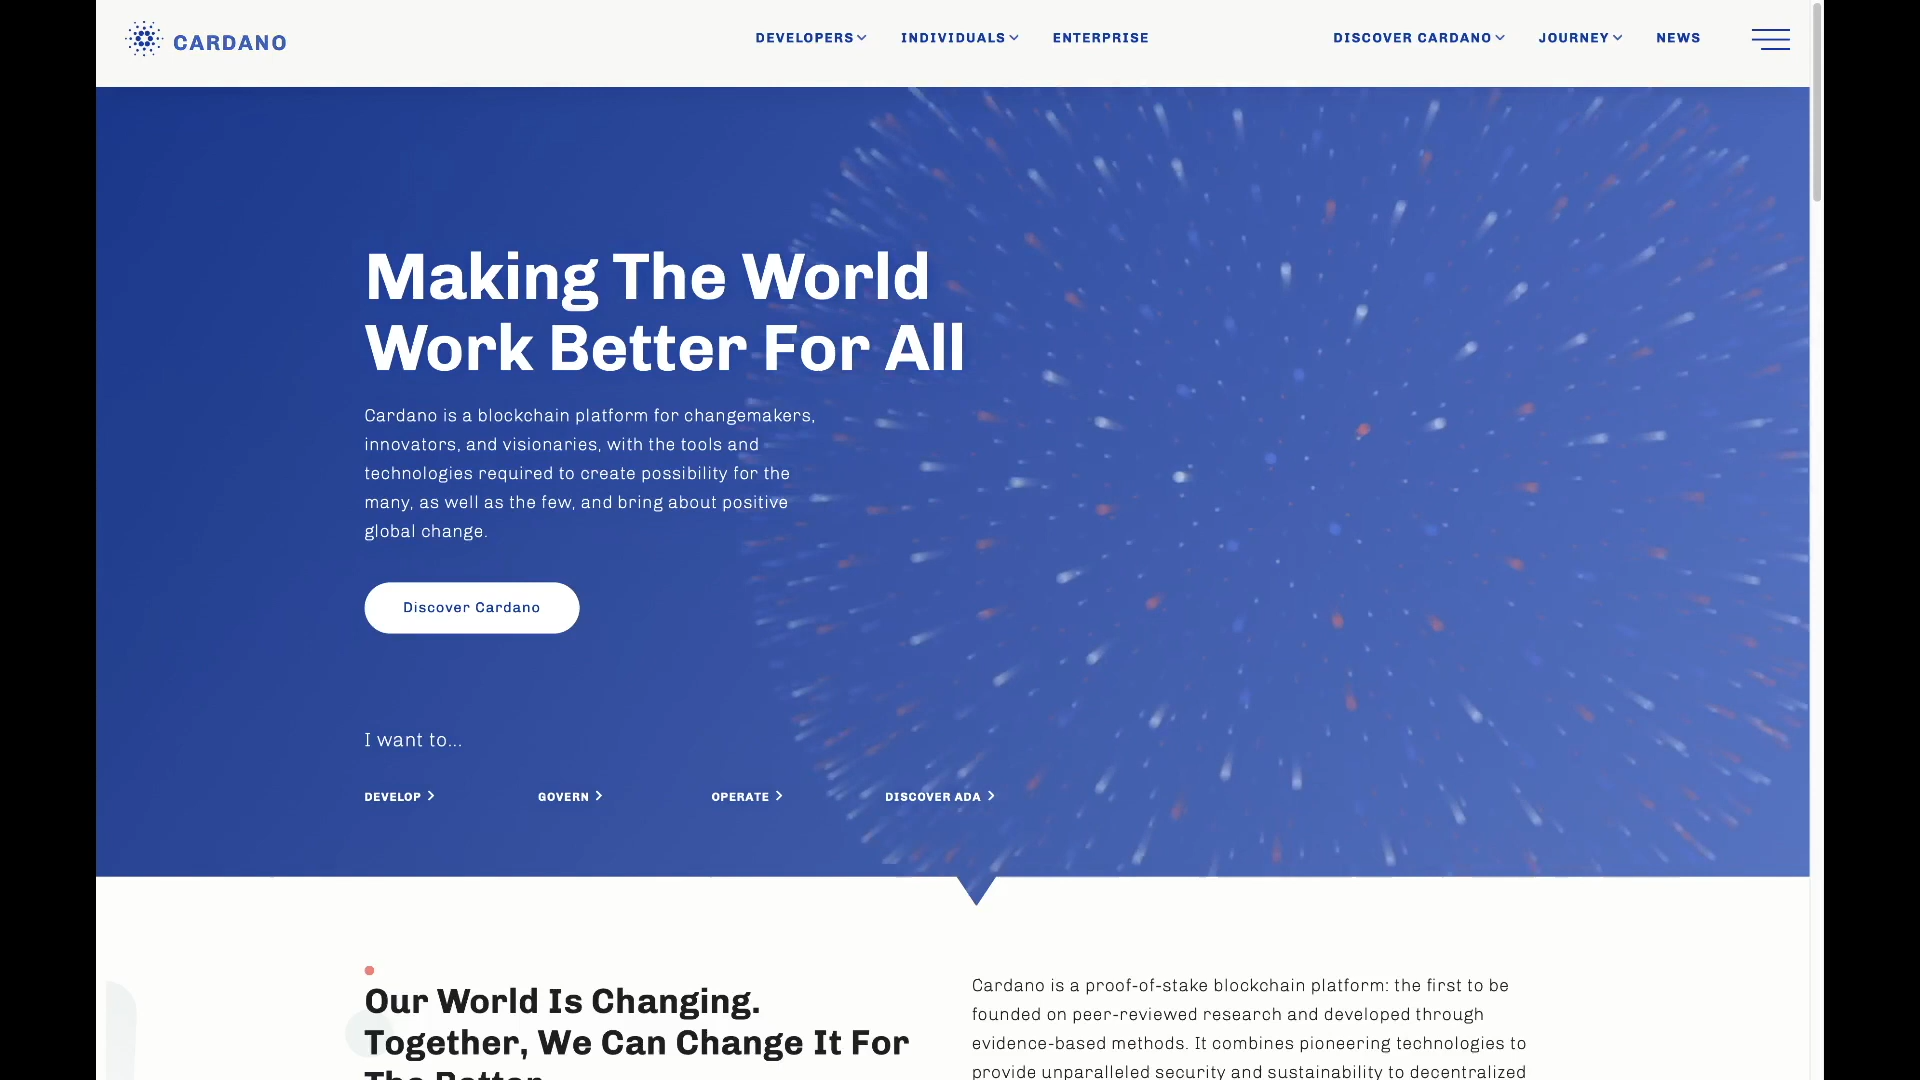 CARDANO
DEVELOPERS
INDIVIDUALS
ENTERPRISE
DISCOVER CARDANO
JOURNEY
NEWS
Making The World
Work Better For All
Cardano is a blockchain platform for changemakers,
innovators, and visionaries, with the tools and
technologies required to create possibility for the
many, as well as the few, and bring about positive
global change.
Discover Cardano
I want to...
DEVELOP
GOVERN
OPERATE
DISCOVER ADA
Our World Is Changing.
Together, We Can Change It For
The Better.
Cardano is a proof-of-stake blockchain platform: the first to be
founded on peer-reviewed research and developed through
evidence-based methods. It combines pioneering technologies to
provide unparalleled security and sustainability to decentralized